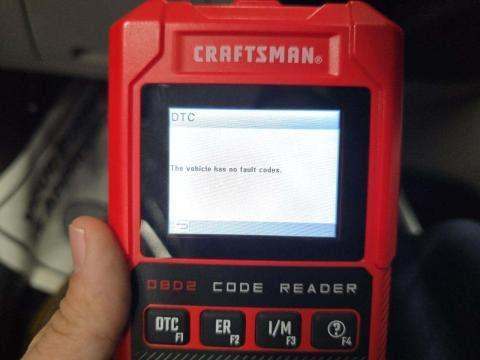 CRAFTSMAN®
DTC
The vehicle has no fault codes.
OBD2 CODE READER
DTC F1 ER F2 I/M F3 ? F4